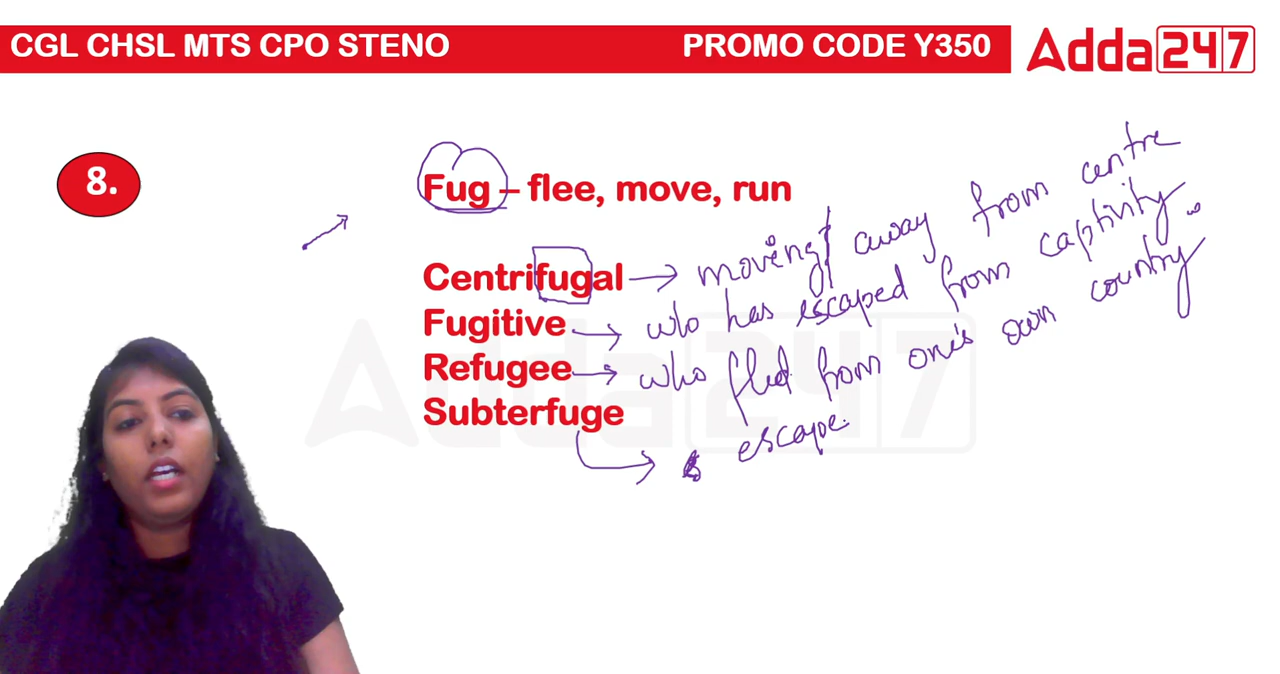 CGL CHSL MTS CPO STENO
PROMO CODE Y350
Adda247
8.
Fug – flee, move, run
Centrifugal → moving away from centre
Fugitive → who has escaped from captivity.
Refugee → who fled from one's own country
Subterfuge
→ escape.
Adda247